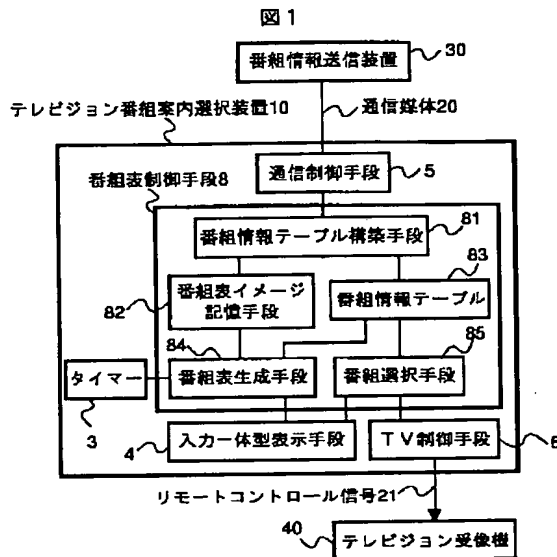 図1
番組情報送信装置
30
テレビジョン番組案内選択装置10
通信媒体20
番組表制御手段8
通信制御手段
5
81
番組情報テーブル構築手段
83
番組表イメージ
記憶手段
82
番組情報テーブル
84
85
タイマー
番組表生成手段
番組選択手段
3
4
入力一体型表示手段
TV制御手段
6
リモートコントロール信号21
40
テレビジョン受像機